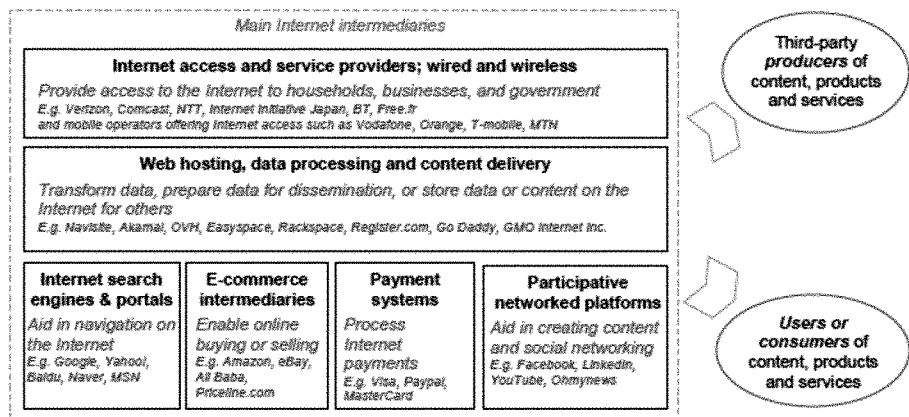 Main Internet intermediaries
Internet access and service providers; wired and wireless
Provide access to the Internet to households, businesses, and government
E.g. Verizon, Comcast, NTT, Internet Initiative Japan, BT, Free.fr
and mobile operators offering Internet access such as Vodafone, Orange, T-mobile, MTN
Web hosting, data processing and content delivery
Transform data, prepare data for dissemination, or store data or content on the
Internet for others
E.g. Navisite, Akamai, OVH, Easyspace, Rackspace, Register.com, Go Daddy, GMO Internet Inc.
Internet search
engines & portals
Aid in navigation on
the Internet
E.g. Google, Yahoo!,
Baidu, Naver, MSN
E-commerce
intermediaries
Enable online
buying or selling
E.g. Amazon, eBay,
Ali Baba,
Priceline.com
Payment
systems
Process
Internet
payments
E.g. Visa, Paypal,
MasterCard
Participative
networked platforms
Aid in creating content
and social networking
E.g. Facebook, LinkedIn,
YouTube, Ohmynews
Third-party
producers of
content, products
and services
Users or
consumers of
content, products
and services